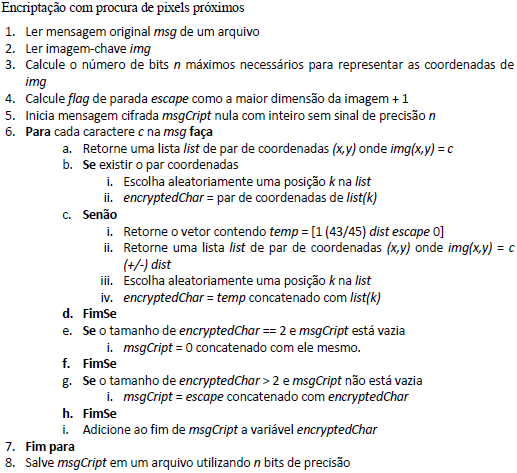 Encriptação com procura de pixels próximos
1. Ler mensagem original msg de um arquivo
2. Ler imagem-chave img
3. Calcule o número de bits n máximos necessários para representar as coordenadas de
img
4. Calcule flag de parada escape como a maior dimensão da imagem + 1
5. Inicia mensagem cifrada msgCript nula com inteiro sem sinal de precisão n
6. Para cada caractere c na msg faça
a. Retorne uma lista list de par de coordenadas (x,y) onde img(x,y) = c
b. Se existir o par coordenadas
i. Escolha aleatoriamente uma posição k na list
ii. encryptedChar = par de coordenadas de list(k)
c. Senão
i. Retorne o vetor contendo temp = [1 (43/45) dist escape 0]
ii. Retorne uma lista list de par de coordenadas (x,y) onde img(x,y) = c
(+/-) dist
iii. Escolha aleatoriamente uma posição k na list
iv. encryptedChar = temp concatenado com list(k)
d. FimSe
e. Se o tamanho de encryptedChar == 2 e msgCript está vazia
i. msgCript = 0 concatenado com ele mesmo.
f. FimSe
g. Se o tamanho de encryptedChar > 2 e msgCript não está vazia
i. msgCript = escape concatenado com encryptedChar
h. FimSe
i. Adicione ao fim de msgCript a variável encryptedChar
7. Fim para
8. Salve msgCript em um arquivo utilizando n bits de precisão